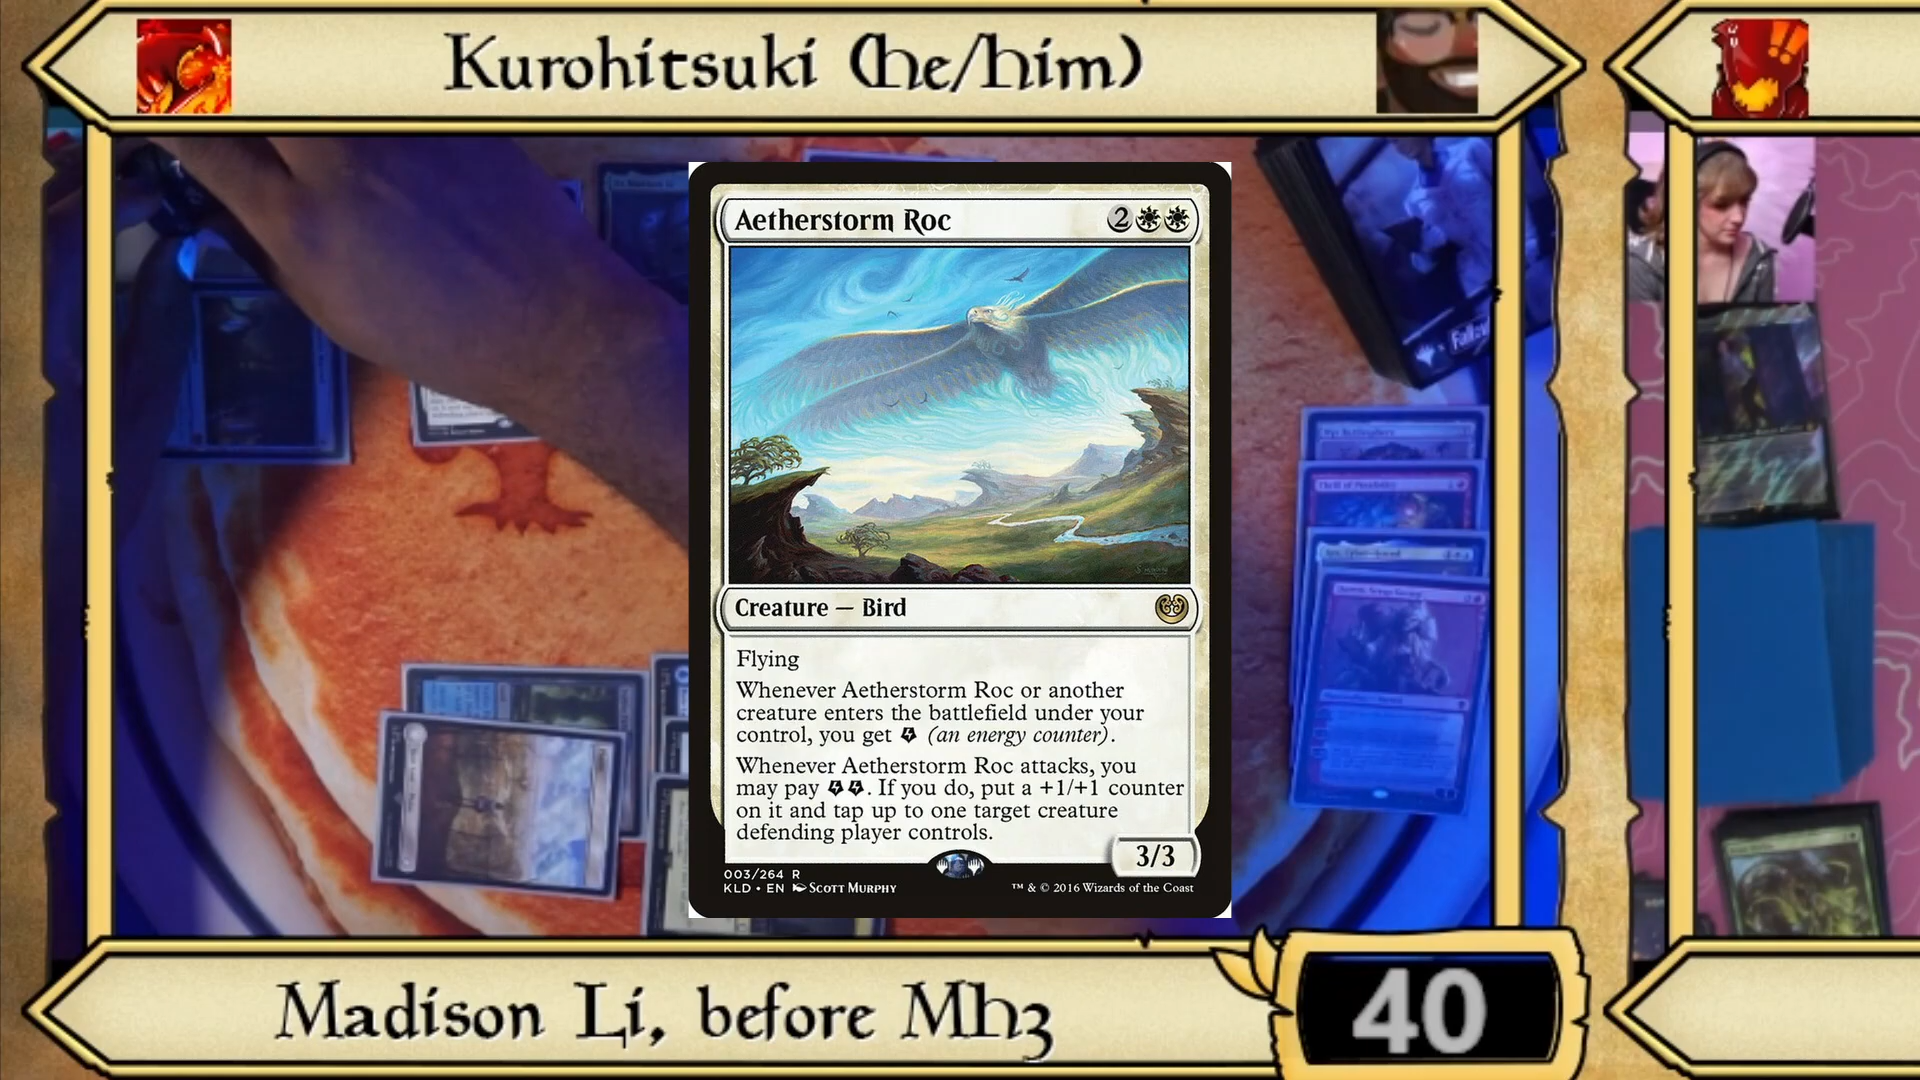 Kurohitsuki (he/him)
Aetherstorm Roc
2
Creature — Bird
Flying
Whenever Aetherstorm Roc or another
creature enters the battlefield under your
control, you get (an energy counter).
Whenever Aetherstorm Roc attacks, you
may pay . If you do, put a +1/+1 counter
on it and tap up to one target creature
defending player controls.
3/3
003/264 R
KLD • EN Scott Murphy
™ & © 2016 Wizards of the Coast
Thrill of Possibility
Madison Li, before Mh3
40